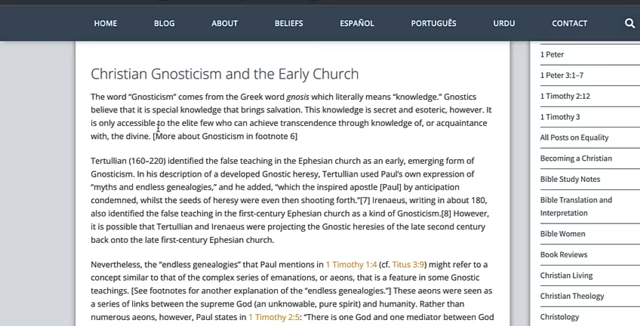 HOME BLOG ABOUT BELIEFS ESPAÑOL PORTUGUÊS URDU CONTACT
Christian Gnosticism and the Early Church
The word “Gnosticism” comes from the Greek word gnosis which literally means “knowledge.” Gnostics
believe that it is special knowledge that brings salvation. This knowledge is secret and esoteric, however. It
is only accessible to the elite few who can achieve transcendence through knowledge of, or acquaintance
with, the divine. [More about Gnosticism in footnote 6]
Tertullian (160–220) identified the false teaching in the Ephesian church as an early, emerging form of
Gnosticism. In his description of a developed Gnostic heresy, Tertullian used Paul’s own expression of
“myths and endless genealogies,” and he added, “which the inspired apostle [Paul] by anticipation
condemned, whilst the seeds of heresy were even then shooting forth.”[7] Irenaeus, writing in about 180,
also identified the false teaching in the first-century Ephesian church as a kind of Gnosticism.[8] However,
it is possible that Tertullian and Irenaeus were projecting the Gnostic heresies of the late second century
back onto the late first-century Ephesian church.
Nevertheless, the “endless genealogies” that Paul mentions in 1 Timothy 1:4 (cf. Titus 3:9) might refer to a
concept similar to that of the complex series of emanations, or aeons, that is a feature in some Gnostic
teachings. [See footnotes for another explanation of the “endless genealogies.”] These aeons were seen as
a series of links between the supreme God (an unknowable, pure spirit) and humanity. Rather than
numerous aeons, however, Paul states in 1 Timothy 2:5: “There is one God and one mediator between God
1 Peter
1 Peter 3:1–7
1 Timothy 2:12
1 Timothy 3
All Posts on Equality
Becoming a Christian
Bible Study Notes
Bible Translation and
Interpretation
Bible Women
Book Reviews
Christian Living
Christian Theology
Christology